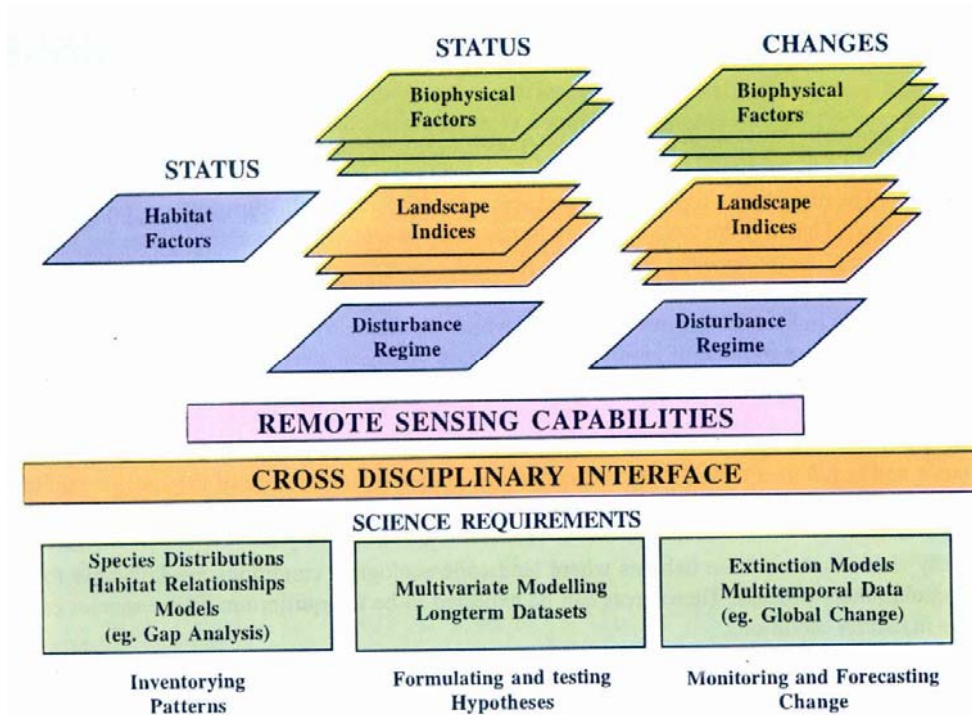 STATUS
CHANGES
Biophysical
Factors
Biophysical
Factors
STATUS
Habitat
Factors
Landscape
Indices
Landscape
Indices
Disturbance
Regime
Disturbance
Regime
REMOTE SENSING CAPABILITIES
CROSS DISCIPLINARY INTERFACE
SCIENCE REQUIREMENTS
Species Distributions
Habitat Relationships
Models
(eg. Gap Analysis)
Multivariate Modelling
Longterm Datasets
Extinction Models
Multitemporal Data
(eg. Global Change)
Inventorying
Patterns
Formulating and testing
Hypotheses
Monitoring and Forecasting
Change